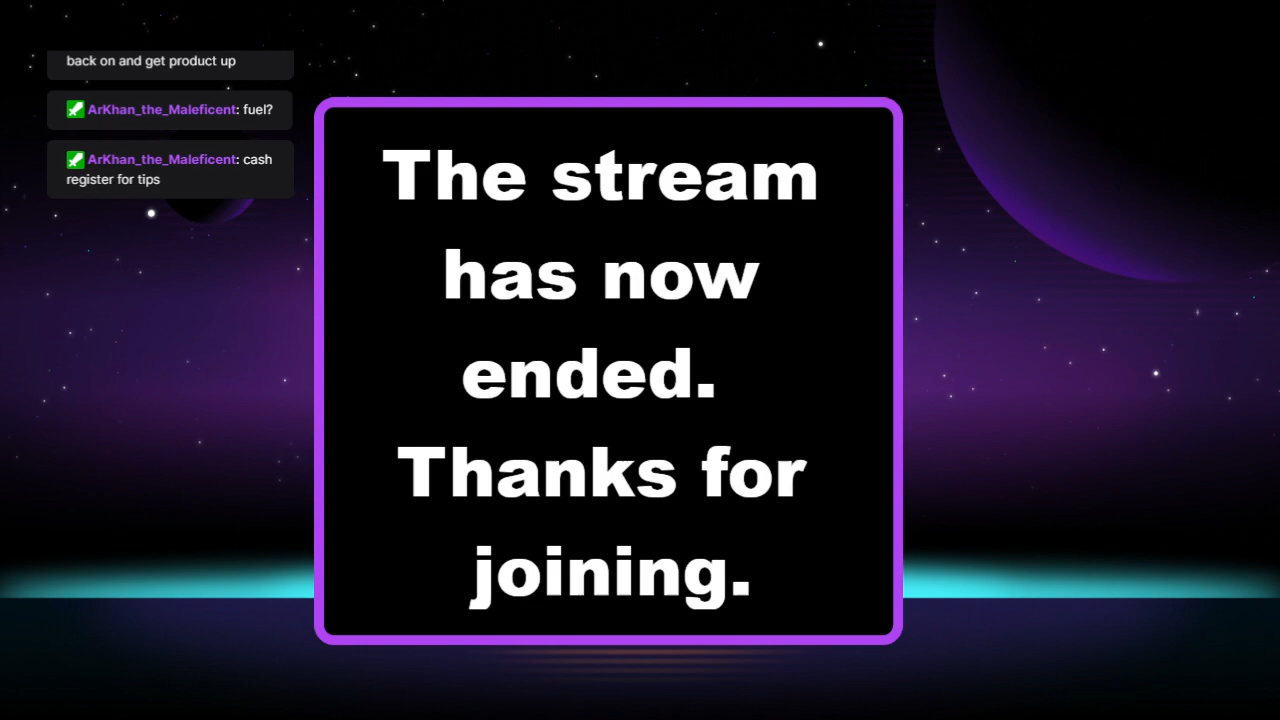 back on and get product up
ArKhan_the_Maleficent: fuel?
ArKhan_the_Maleficent: cash
register for tips
The stream
has now
ended.
Thanks for
joining.